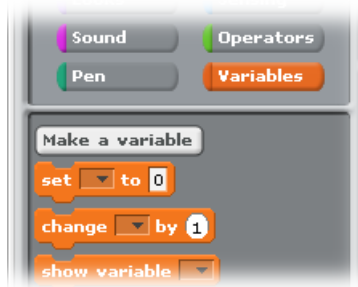 Sound Operators
Pen Variables
Make a variable
set to 0
change by 1
show variable